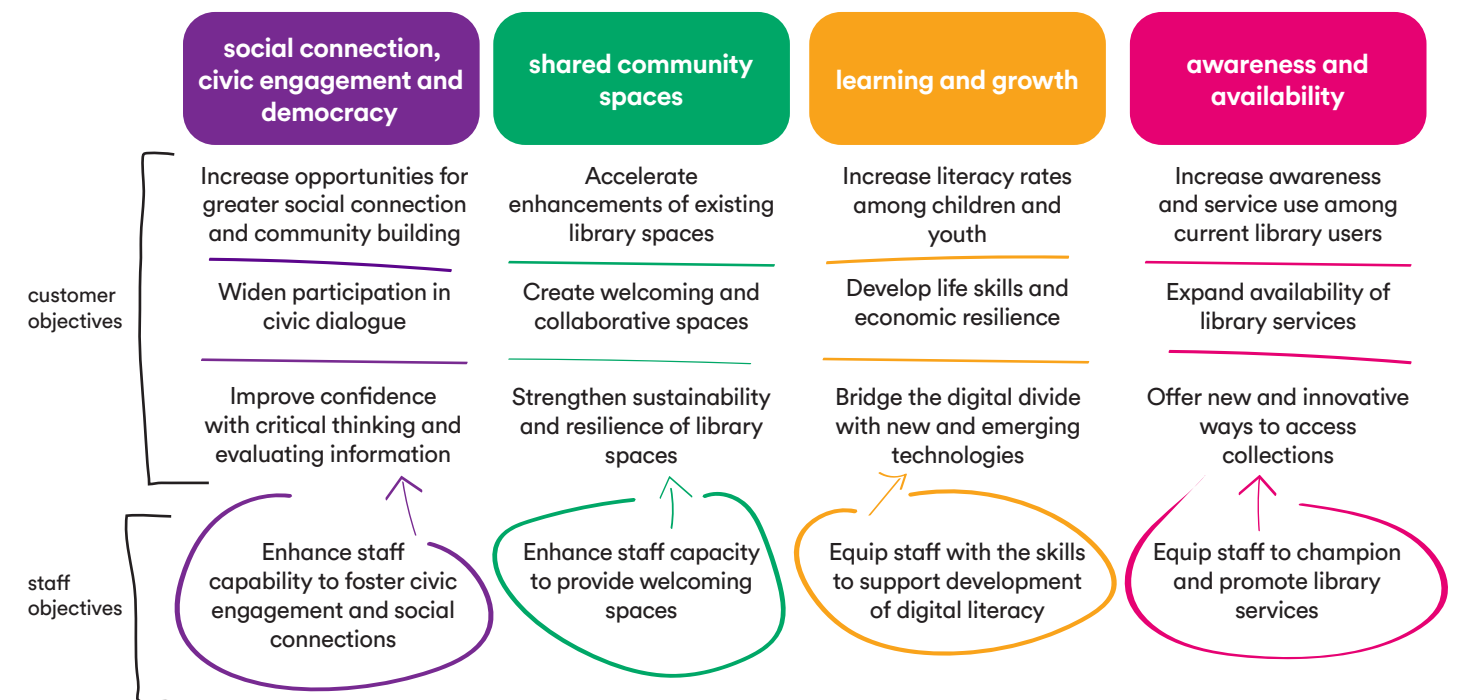 social connection,
civic engagement and
democracy
shared community
spaces
learning and growth
awareness and
availability
customer
objectives
Increase opportunities for
greater social connection
and community building
Accelerate
enhancements of existing
library spaces
Increase literacy rates
among children and
youth
Increase awareness
and service use among
current library users
Widen participation in
civic dialogue
Create welcoming and
collaborative spaces
Develop life skills and
economic resilience
Expand availability of
library services
Improve confidence
with critical thinking and
evaluating information
Strengthen sustainability
and resilience of library
spaces
Bridge the digital divide
with new and emerging
technologies
Offer new and innovative
ways to access
collections
staff
objectives
Enhance staff
capability to foster civic
engagement and social
connections
Enhance staff capacity
to provide welcoming
spaces
Equip staff with the skills
to support development
of digital literacy
Equip staff to champion
and promote library
services